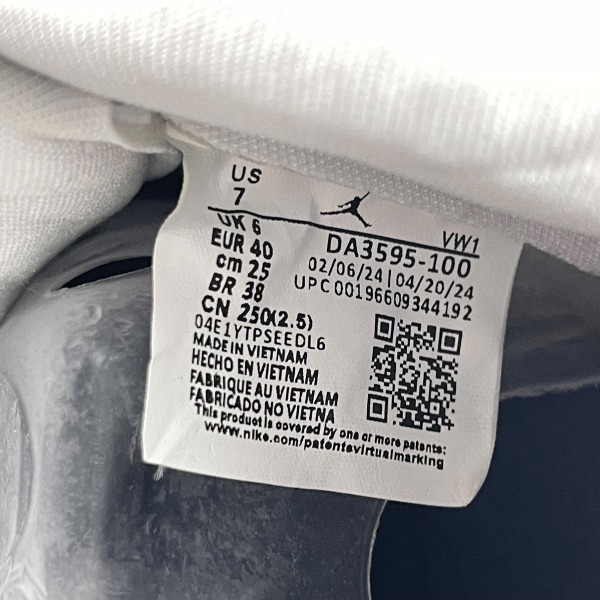 US
7
UK 6
EUR 40
cm 25
BR 38
CN 250(2.5)
04E1YTPSEEDL6
MADE IN VIETNAM
HECHO EN VIETNAM
FABRIQUE AU VIETNAM
FABRICADO NO VIETNA
This product is covered by one or more patents:
www.nike.com/patentsvirtualmarking
VW1
DA3595-100
02/06/24|04/20/24
UPC 00196609344192